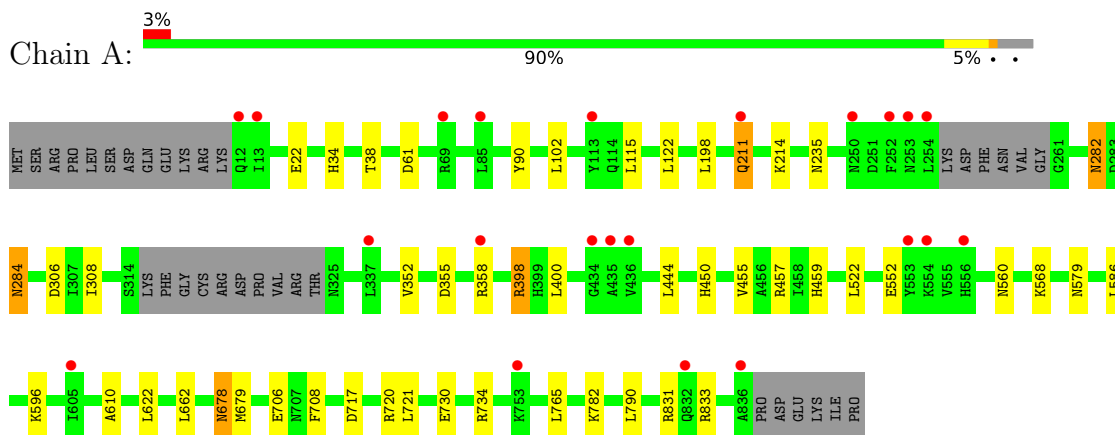 3%
Chain A:
90% 5% • •
MET SER ARG PRO LEU SER ASP GLN GLU LYS ARG LYS Q12 I13 E22 H34 T38 D61 R69 L85 Y90 L102 Y113 Q114 L115 L122 L198 Q211 K214 N235 N250 D251 F252 N253 L254 LYS ASP PHE ASN VAL GLY G261 N282 D283
N284 D306 I307 I308 S314 LYS PHE GLY CYS ARG ASP PRO VAL ARG THR N325 L337 V352 D355 R358 R398 H399 L400 G434 A435 V436 L444 H450 V455 A456 R457 I458 H459 L522 E552 Y553 K554 V555 H556 N560 K568 N579 L586
K596 I605 A610 L622 L662 N678 M679 E706 N707 F708 D717 R720 L721 E730 R734 K753 L765 K782 L790 R831 Q832 R833 A836 PRO ASP GLU LYS ILE PRO